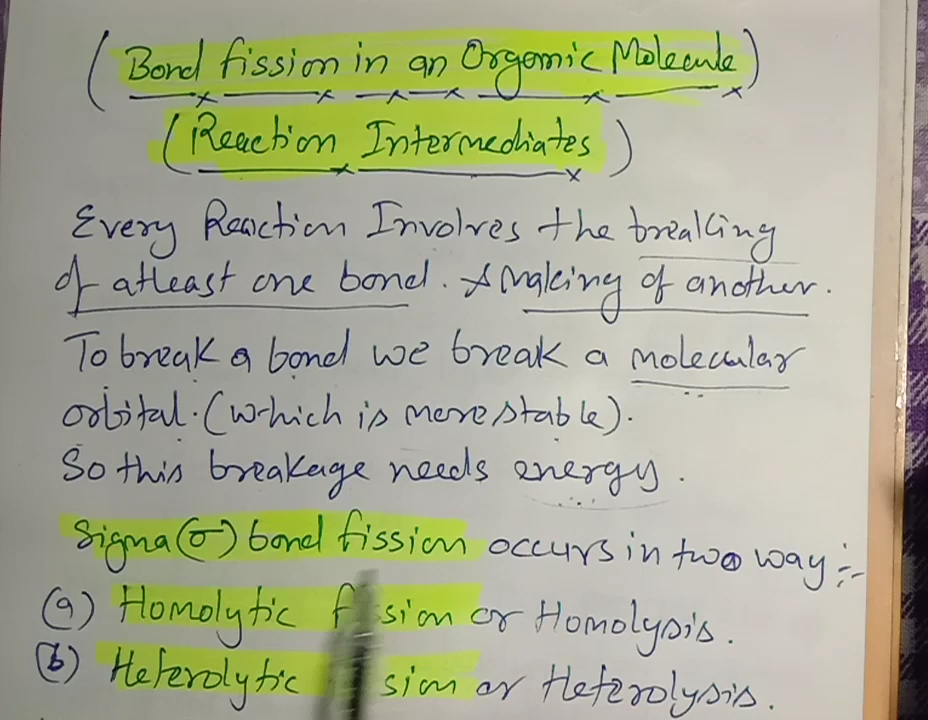 (Bond fission in an Orgamic Molecule)
(Reaction Intermediates)
Every Reaction Involves the breaking
of atleast one bond. & Making of another.
To break a bond we break a molecular
orbital. (which is more stable).
So this breakage needs energy.
Sigma (σ) bond fission occurs in two way :-
(a) Homolytic fission or Homolysis.
(b) Heterolytic sion or Heterolysis.